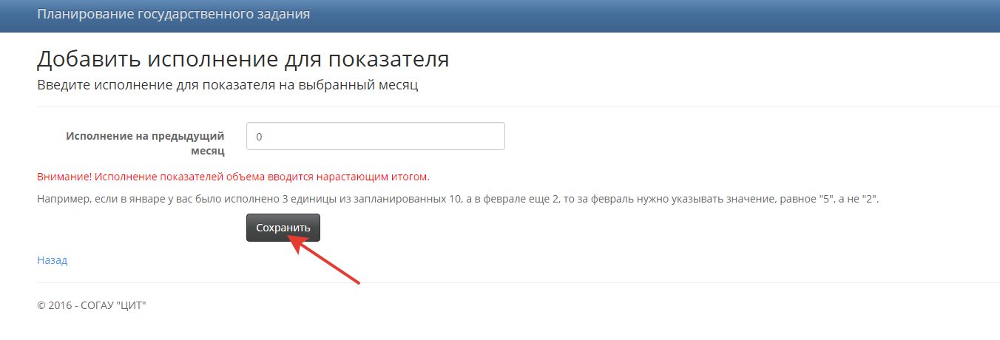 Планирование государственного задания
Добавить исполнение для показателя
Введите исполнение для показателя на выбранный месяц
Исполнение на предыдущий
месяц
0
Внимание! Исполнение показателей объема вводится нарастающим итогом.
Например, если в январе у вас было исполнено 3 единицы из запланированных 10, а в феврале еще 2, то за февраль нужно указывать значение, равное "5", а не "2".
Сохранить
Назад
© 2016 - СОГАУ "ЦИТ"